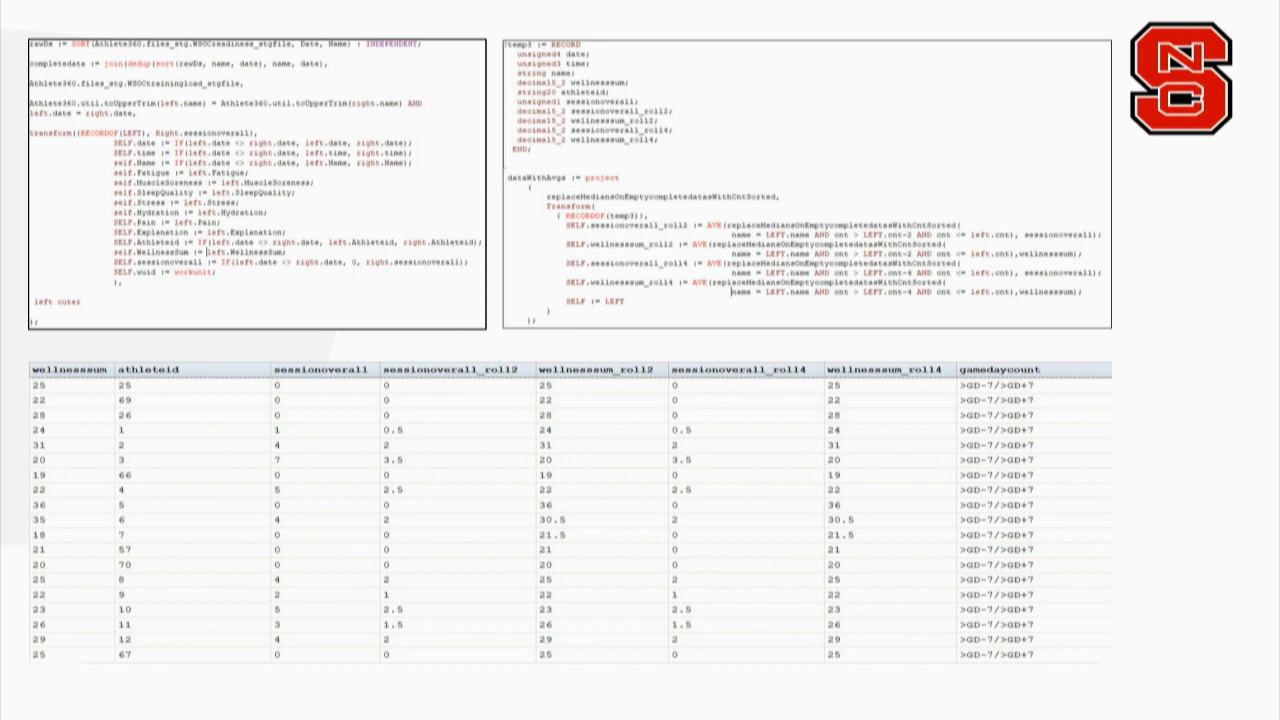 rawDs := SORT(Athlete360.files_stg.WSOCreadiness_stgfile, Date, Name) : INDEPENDENT;
completedata := join(dedup(sort(rawDs, name, date), name, date),
Athlete360.files_stg.WSOCtrainingload_stgfile,
Athlete360.util.toUpperTrim(left.name) = Athlete360.util.toUpperTrim(right.name) AND
left.date = right.date,
transform({RECORDOF(LEFT), Right.sessionoverall},
SELF.date := IF(left.date <> right.date, left.date, right.date);
SELF.time := IF(left.date <> right.date, left.time, right.time);
self.Name := IF(left.date <> right.date, left.Name, right.Name);
self.Fatigue := left.Fatigue;
self.MuscleSoreness := left.MuscleSoreness;
self.SleepQuality := left.SleepQuality;
self.Stress := left.Stress;
self.Hydration := left.Hydration;
SELF.Pain := left.Pain;
SELF.Explanation := left.Explanation;
SELF.Athleteid := IF(left.date <> right.date, left.Athleteid, right.Athleteid);
self.WellnessSum := left.WellnessSum;
SELF.sessionoverall := IF(left.date <> right.date, 0, right.sessionoverall);
SELF.wuid := workunit;
),
left outer
);
temp3 := RECORD
unsigned4 date;
unsigned3 time;
string name;
decimal5_2 wellnesssum;
string20 athleteid;
unsigned1 sessionoverall;
decimal5_2 sessionoverall_roll2;
decimal5_2 wellnesssum_roll2;
decimal5_2 sessionoverall_roll4;
decimal5_2 wellnesssum_roll4;
END;
dataWithAvgs := project
(
replaceMediansOnEmptycompletedatasWithCntSorted,
Transform(
{ RECORDOF(temp3)},
SELF.sessionoverall_roll2 := AVE(replaceMediansOnEmptycompletedatasWithCntSorted(
name = LEFT.name AND cnt > LEFT.cnt-2 AND cnt <= left.cnt), sessionoverall);
SELF.wellnesssum_roll2 := AVE(replaceMediansOnEmptycompletedatasWithCntSorted(
name = LEFT.name AND cnt > LEFT.cnt-2 AND cnt <= left.cnt),wellnesssum);
SELF.sessionoverall_roll4 := AVE(replaceMediansOnEmptycompletedatasWithCntSorted(
name = LEFT.name AND cnt > LEFT.cnt-4 AND cnt <= left.cnt), sessionoverall);
SELF.wellnesssum_roll4 := AVE(replaceMediansOnEmptycompletedatasWithCntSorted(
name = LEFT.name AND cnt > LEFT.cnt-4 AND cnt <= left.cnt),wellnesssum);
SELF := LEFT
)
);
NCS
wellnesssum athleteid sessionoverall sessionoverall_roll2 wellnesssum_roll2 sessionoverall_roll4 wellnesssum_roll4 gamedaycount
25 25 0 0 25 0 25 >GD-7/>GD+7
22 69 0 0 22 0 22 >GD-7/>GD+7
28 26 0 0 28 0 28 >GD-7/>GD+7
24 1 1 0.5 24 0.5 24 >GD-7/>GD+7
31 2 4 2 31 2 31 >GD-7/>GD+7
20 3 7 3.5 20 3.5 20 >GD-7/>GD+7
19 66 0 0 19 0 19 >GD-7/>GD+7
22 4 5 2.5 22 2.5 22 >GD-7/>GD+7
36 5 0 0 36 0 36 >GD-7/>GD+7
35 6 4 2 30.5 2 30.5 >GD-7/>GD+7
18 7 0 0 21.5 0 21.5 >GD-7/>GD+7
21 57 0 0 21 0 21 >GD-7/>GD+7
20 70 0 0 20 0 20 >GD-7/>GD+7
25 8 4 2 25 2 25 >GD-7/>GD+7
22 9 2 1 22 1 22 >GD-7/>GD+7
23 10 5 2.5 23 2.5 23 >GD-7/>GD+7
26 11 3 1.5 26 1.5 26 >GD-7/>GD+7
29 12 4 2 29 2 29 >GD-7/>GD+7
25 67 0 0 25 0 25 >GD-7/>GD+7